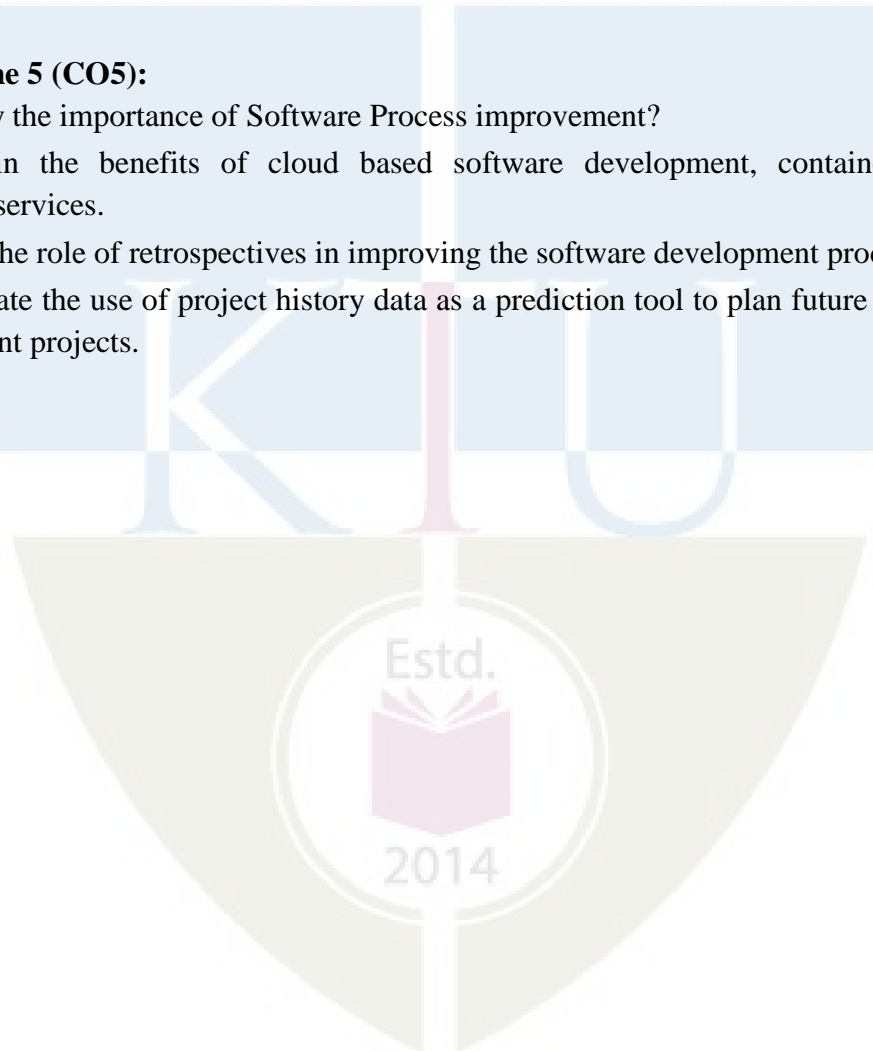 ne 5 (CO5):
y the importance of Software Process improvement?
in the benefits of cloud based software development, contain
services.
he role of retrospectives in improving the software development pro
ate the use of project history data as a prediction tool to plan future
nt projects.
KTU
Estd.
2014